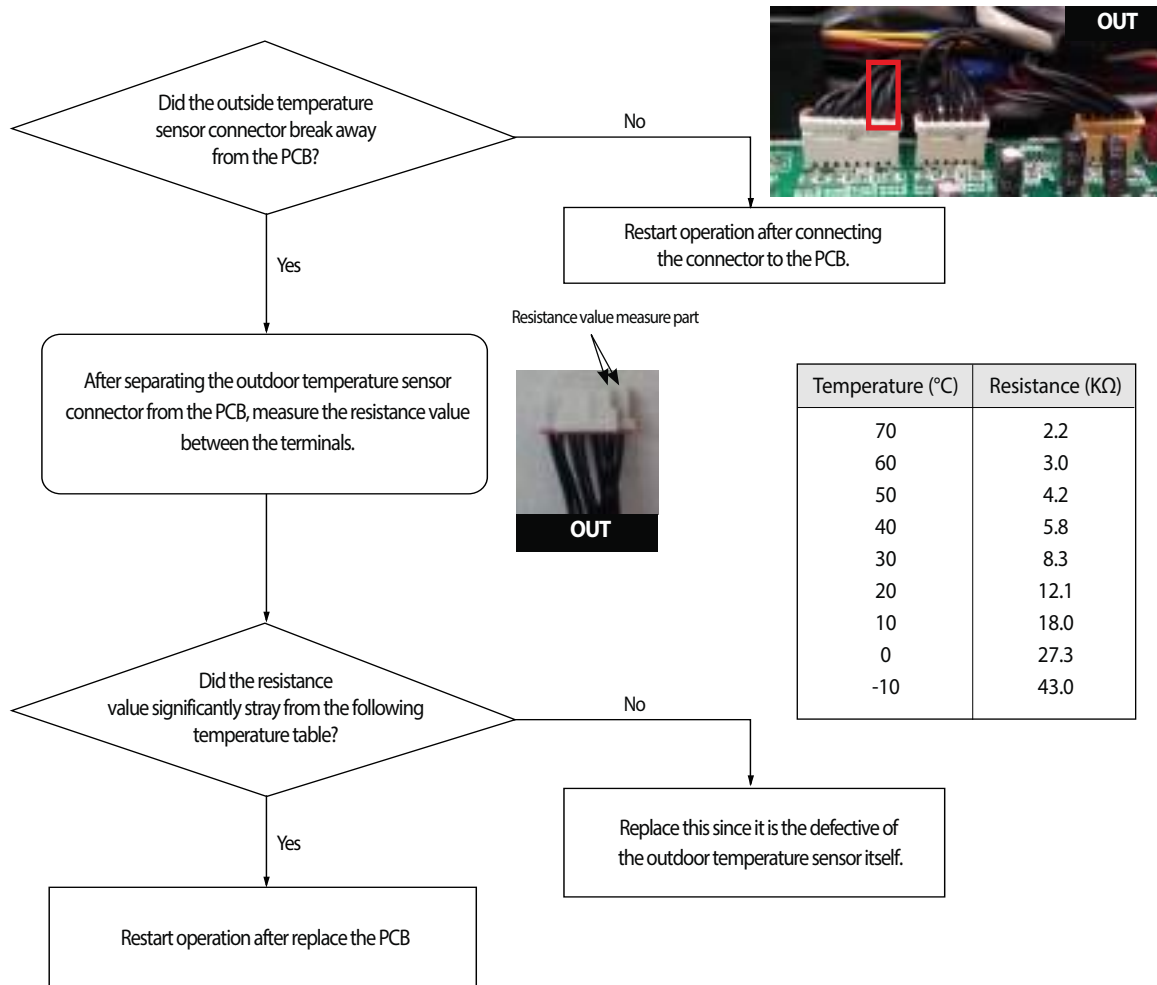 OUT
Did the outside temperature
sensor connector break away
from the PCB?
No
Restart operation after connecting
the connector to the PCB.
Yes
Resistance value measure part
After separating the outdoor temperature sensor
connector from the PCB, measure the resistance value
between the terminals.
OUT
Temperature (°C) Resistance (KΩ)
70 2.2
60 3.0
50 4.2
40 5.8
30 8.3
20 12.1
10 18.0
0 27.3
-10 43.0
Did the resistance
value significantly stray from the following
temperature table?
No
Replace this since it is the defective of
the outdoor temperature sensor itself.
Yes
Restart operation after replace the PCB